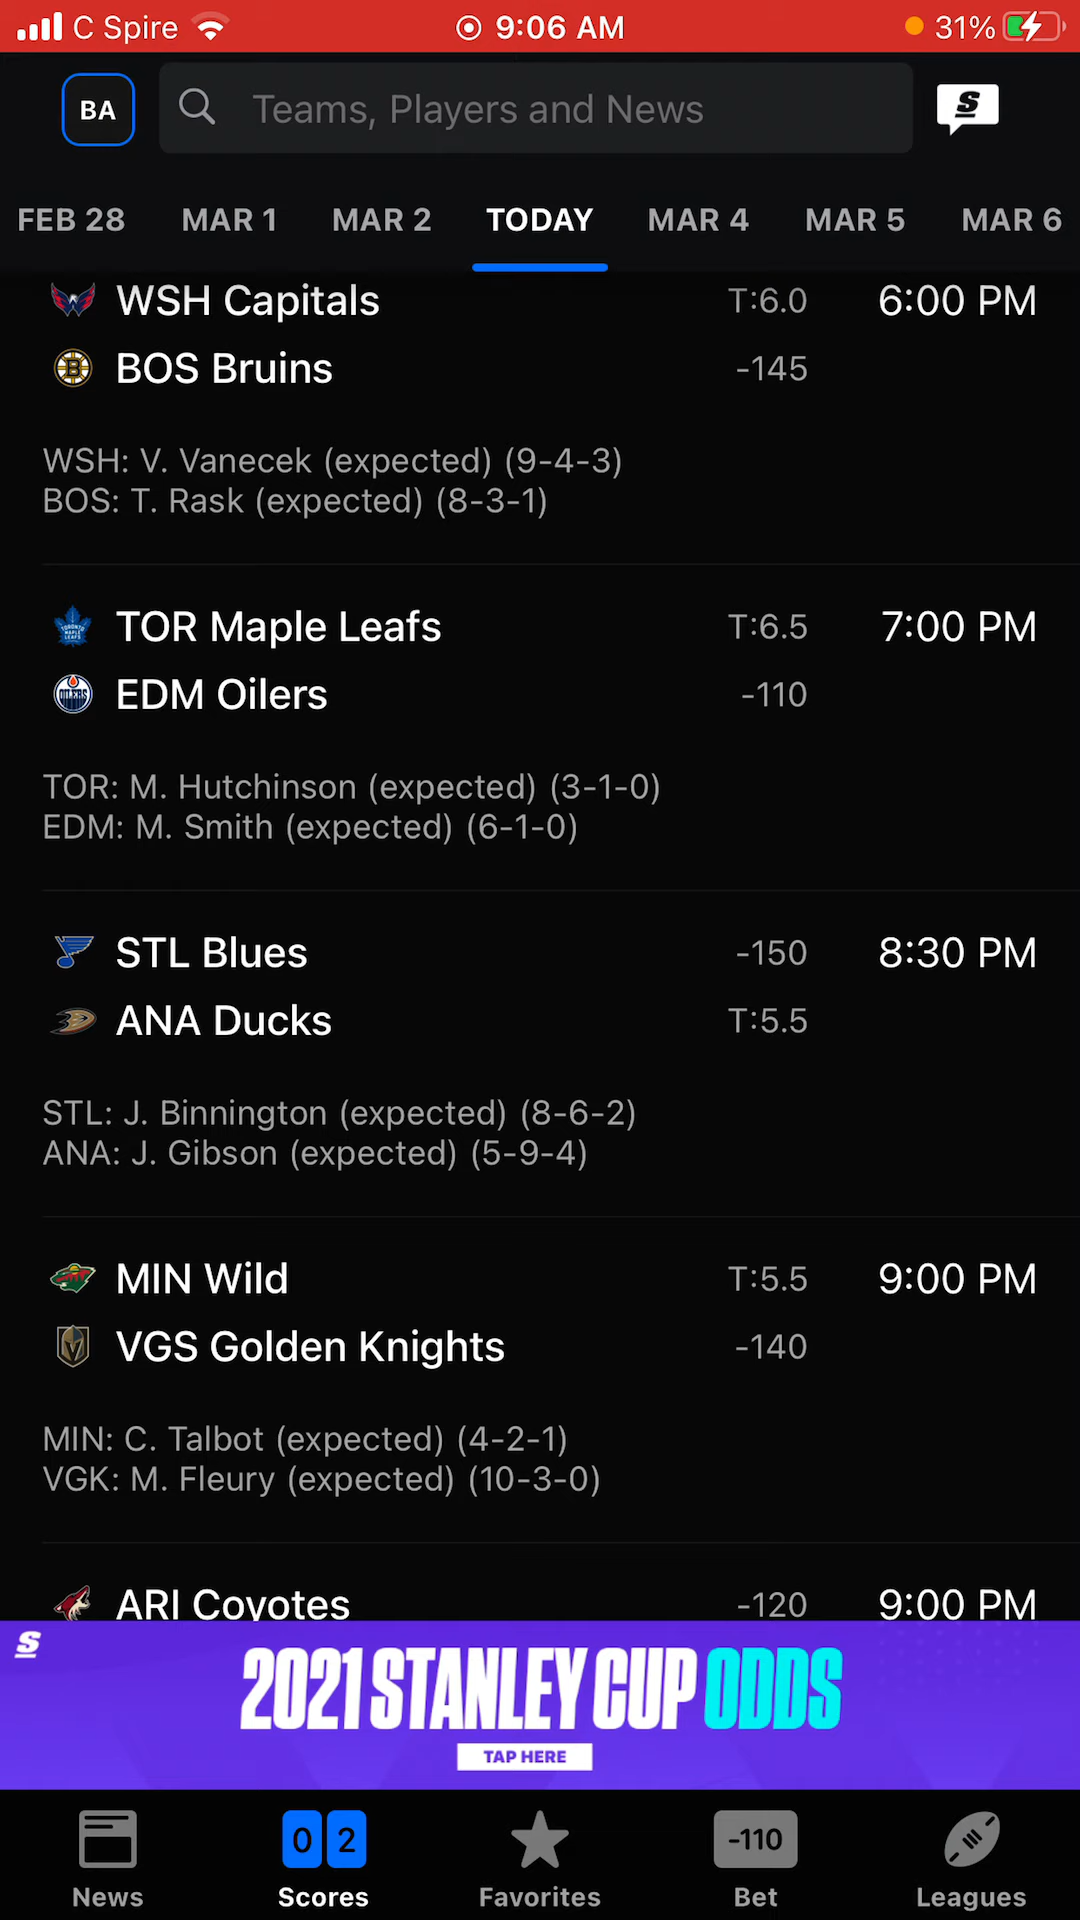 C Spire 9:06 AM 31%
BA Teams, Players and News S
FEB 28 MAR 1 MAR 2 TODAY MAR 4 MAR 5 MAR 6
WSH Capitals T:6.0 6:00 PM
BOS Bruins -145
WSH: V. Vanecek (expected) (9-4-3)
BOS: T. Rask (expected) (8-3-1)
TOR Maple Leafs T:6.5 7:00 PM
EDM Oilers -110
TOR: M. Hutchinson (expected) (3-1-0)
EDM: M. Smith (expected) (6-1-0)
STL Blues -150 8:30 PM
ANA Ducks T:5.5
STL: J. Binnington (expected) (8-6-2)
ANA: J. Gibson (expected) (5-9-4)
MIN Wild T:5.5 9:00 PM
VGS Golden Knights -140
MIN: C. Talbot (expected) (4-2-1)
VGK: M. Fleury (expected) (10-3-0)
ARI Coyotes -120 9:00 PM
S
2021 STANLEY CUP ODDS
TAP HERE
0 2 -110
News Scores Favorites Bet Leagues